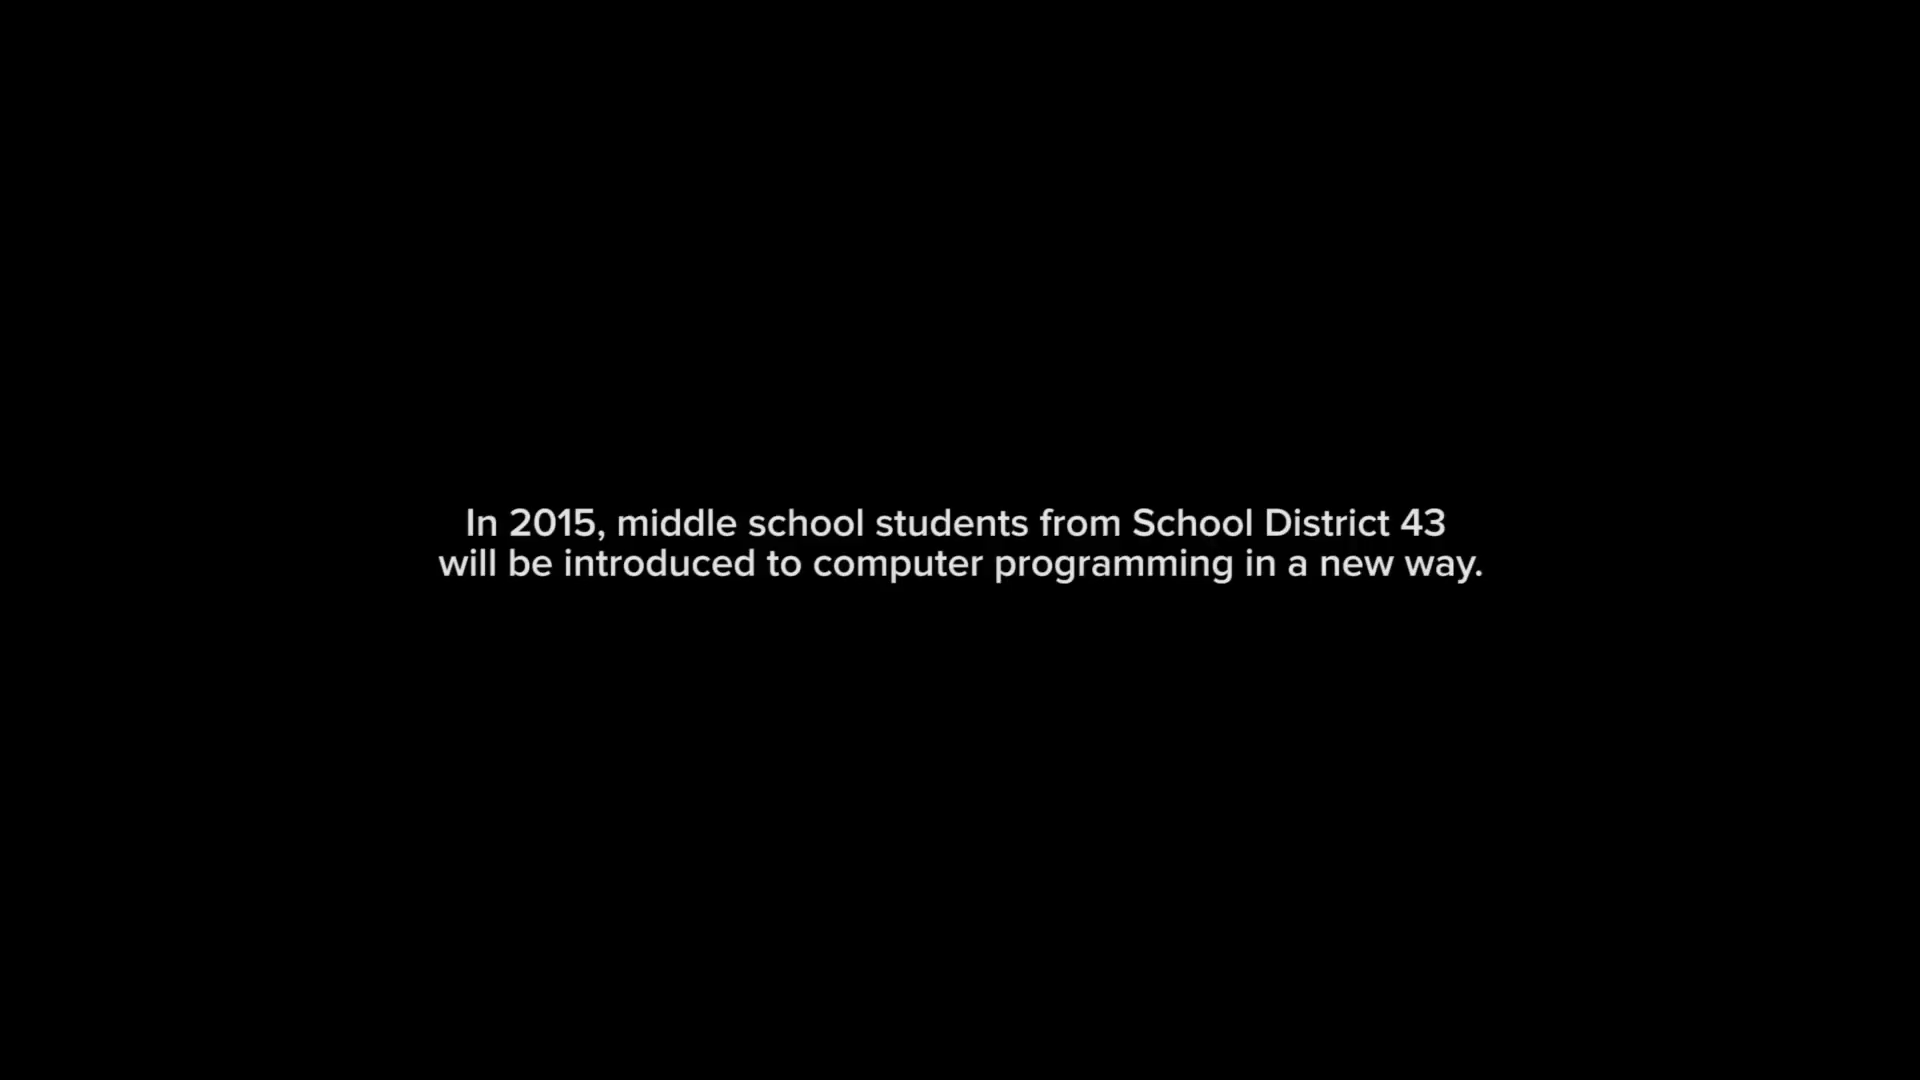 In 2015, middle school students from School District 43
will be introduced to computer programming in a new way.